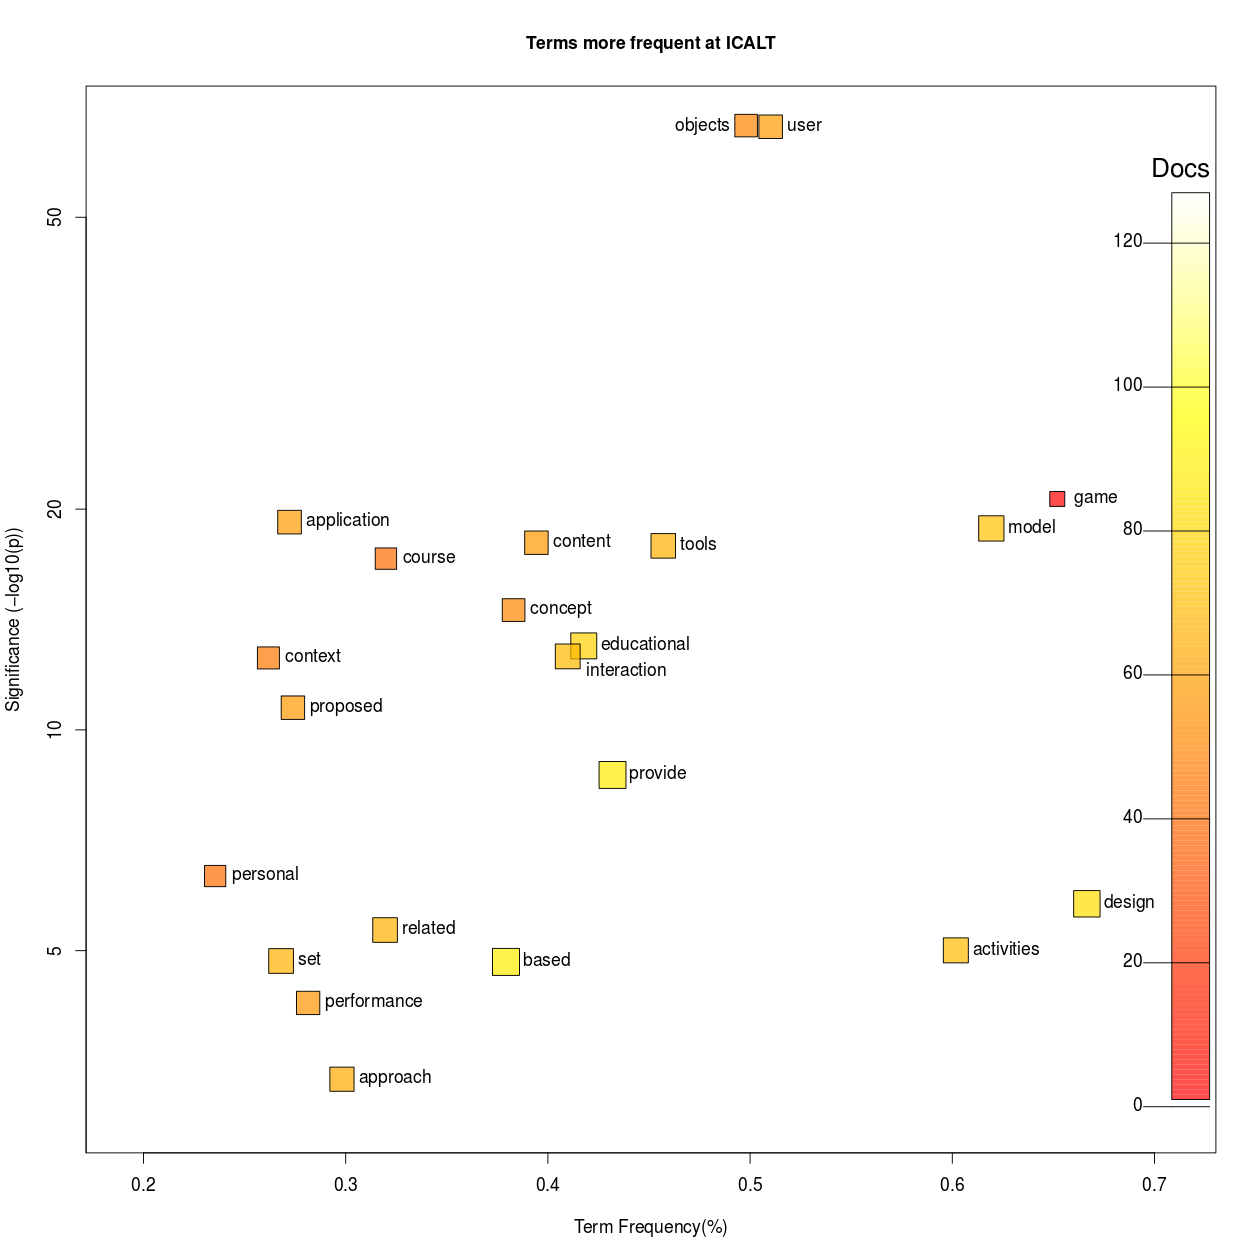 Terms more frequent at ICALT
objects
user
Docs
50
120
100
20
game
application
model
80
content
tools
course
concept
educational
context
interaction
60
proposed
10
provide
40
personal
design
related
activities
5
set
based
20
performance
approach
0
Significance (−log10(p))
0.2
0.3
0.4
0.5
0.6
0.7
Term Frequency(%)